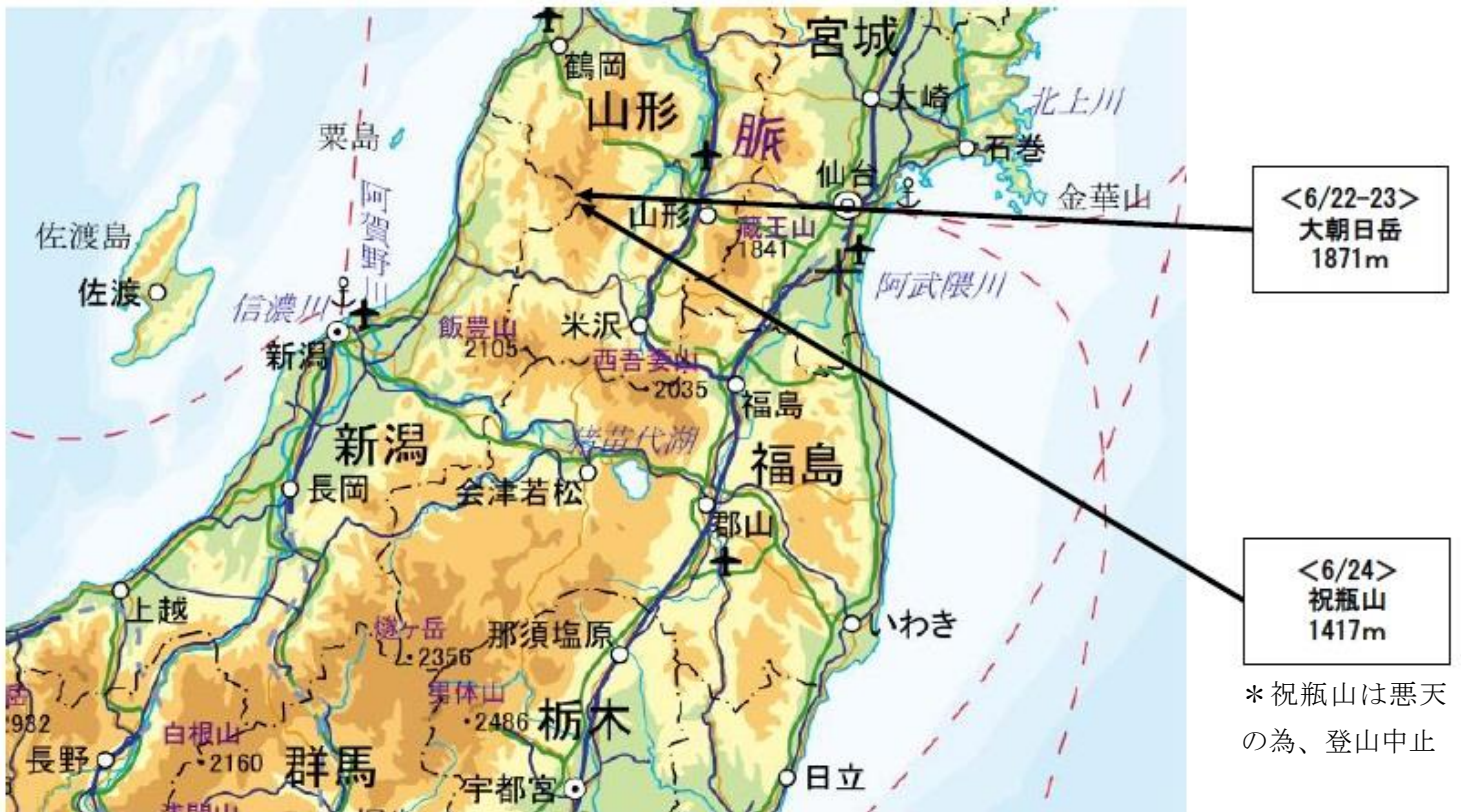 宮城
鶴岡
山形
大崎
北上川
粟島
脈
石巻
仙台
金華山
<6/22-23>
大朝日岳
1871m
阿賀野川
山形
蔵王山
1841
佐渡島
佐渡
阿武隈川
信濃川
新潟
飯豊山
2105
米沢
西吾妻山
2035
福島
新潟
猪苗代湖
福島
長岡
会津若松
郡山
<6/24>
祝瓶山
1417m
上越
いわき
燧ヶ岳
2356
那須塩原
男体山
2486
栃木
*祝瓶山は悪天
の為、登山中止
岳
白根山
2160
群馬
長野
宇都宮
日立